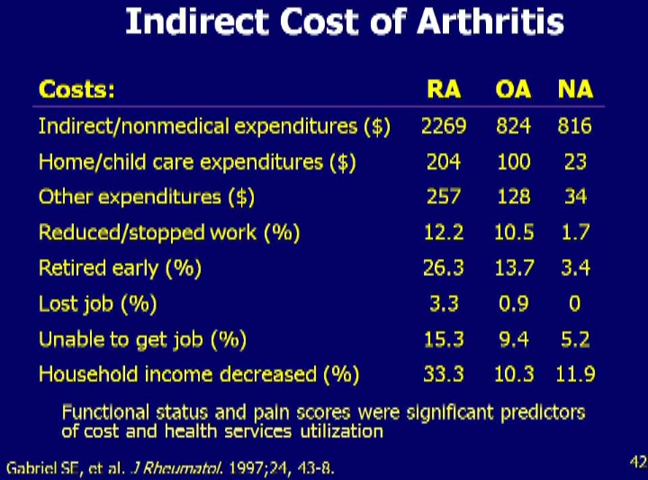 Indirect Cost of Arthritis
Costs: RA OA NA
Indirect/nonmedical expenditures ($) 2269 824 816
Home/child care expenditures ($) 204 100 23
Other expenditures ($) 257 128 34
Reduced/stopped work (%) 12.2 10.5 1.7
Retired early (%) 26.3 13.7 3.4
Lost job (%) 3.3 0.9 0
Unable to get job (%) 15.3 9.4 5.2
Household income decreased (%) 33.3 10.3 11.9
Functional status and pain scores were significant predictors
of cost and health services utilization
Gabriel SE, et al. J Rheumatol. 1997;24, 43-8.
42